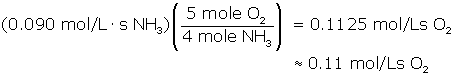 (0.090 mol/L· s NH₃)(5 mole O₂ / 4 mole NH₃) = 0.1125 mol/Ls O₂
≈ 0.11 mol/Ls O₂